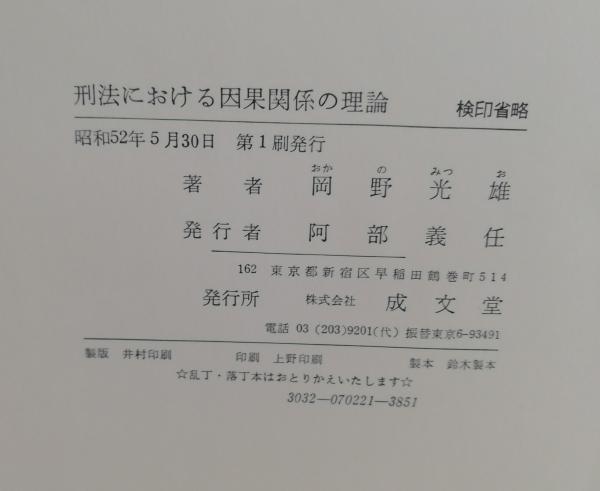 刑法における因果関係の理論 検印省略
昭和52年5月30日 第1刷発行
おか の みつ お
著者 岡野光雄
発行者 阿部義任
162 東京都新宿区早稲田鶴巻町514
発行所 株式会社 成文堂
電話 03 (203)9201(代) 振替東京6-93491
製版 井村印刷 印刷 上野印刷 製本 鈴木製本
☆乱丁・落丁本はおとりかえいたします☆
3032—070221—3851